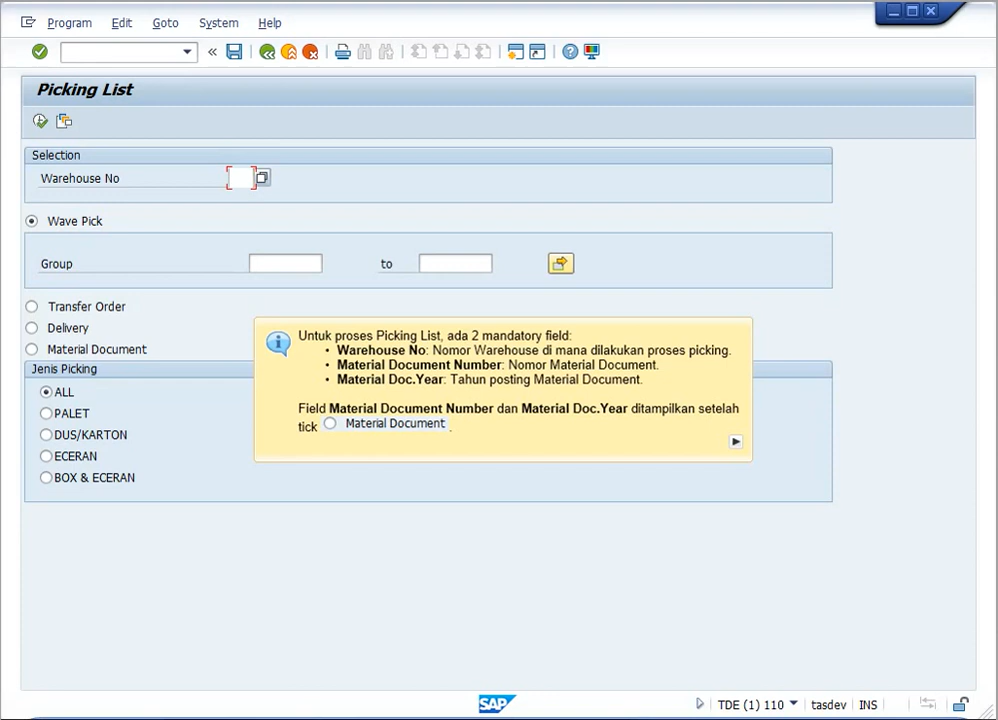 Program Edit Goto System Help
Picking List
Selection
Warehouse No
Wave Pick
Group to
Transfer Order
Delivery
Material Document
Jenis Picking
ALL
PALET
DUS/KARTON
ECERAN
BOX & ECERAN
Untuk proses Picking List, ada 2 mandatory field:
• Warehouse No: Nomor Warehouse di mana dilakukan proses picking.
• Material Document Number: Nomor Material Document.
• Material Doc.Year: Tahun posting Material Document.
Field Material Document Number dan Material Doc.Year ditampilkan setelah
tick Material Document .
SAP TDE (1) 110 tasdev INS